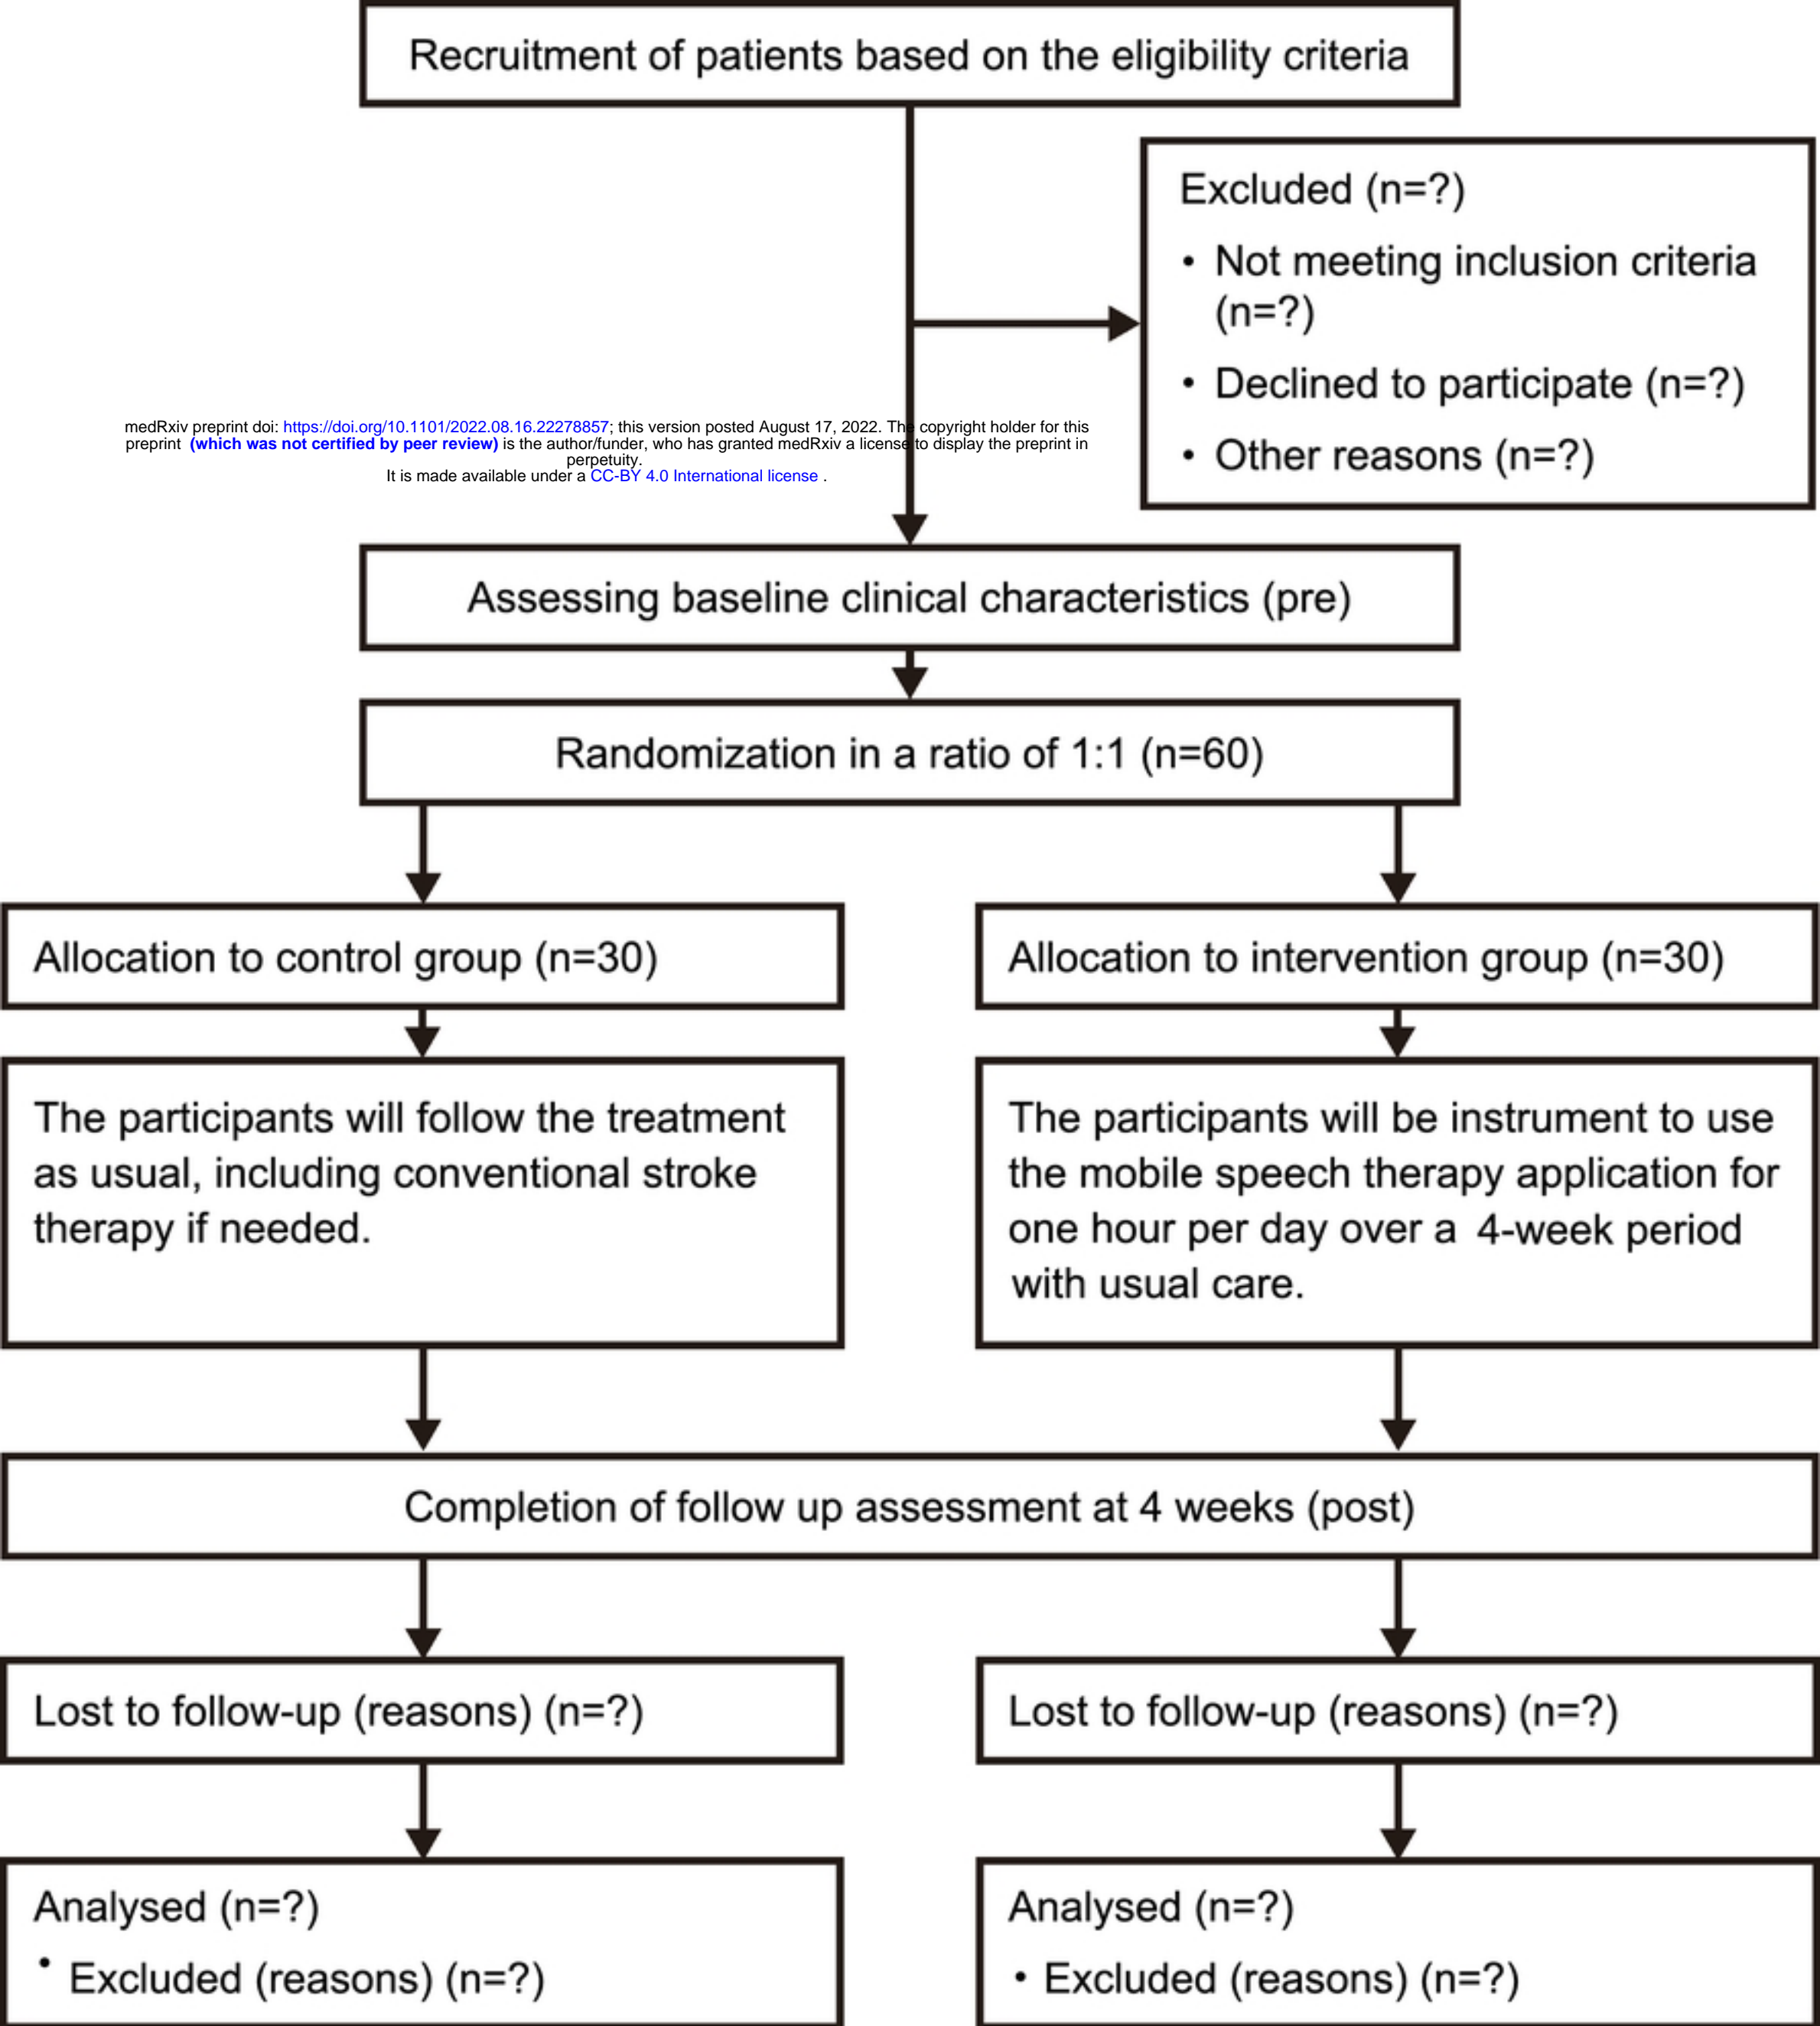 Recruitment of patients based on the eligibility criteria
Excluded (n=?)
• Not meeting inclusion criteria
(n=?)
• Declined to participate (n=?)
• Other reasons (n=?)
medRxiv preprint doi: https://doi.org/10.1101/2022.08.16.22278857; this version posted August 17, 2022. The copyright holder for this
preprint (which was not certified by peer review) is the author/funder, who has granted medRxiv a license to display the preprint in
perpetuity.
It is made available under a CC-BY 4.0 International license .
Assessing baseline clinical characteristics (pre)
Randomization in a ratio of 1:1 (n=60)
Allocation to control group (n=30)
Allocation to intervention group (n=30)
The participants will follow the treatment
as usual, including conventional stroke
therapy if needed.
The participants will be instrument to use
the mobile speech therapy application for
one hour per day over a 4-week period
with usual care.
Completion of follow up assessment at 4 weeks (post)
Lost to follow-up (reasons) (n=?)
Lost to follow-up (reasons) (n=?)
Analysed (n=?)
• Excluded (reasons) (n=?)
Analysed (n=?)
• Excluded (reasons) (n=?)